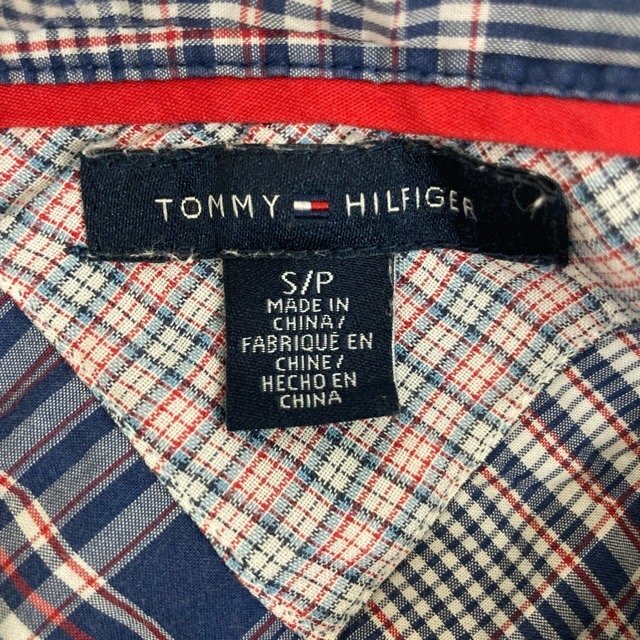 TOMMY HILFIGER
S/P
MADE IN
CHINA/
FABRIQUE EN
CHINE/
HECHO EN
CHINA